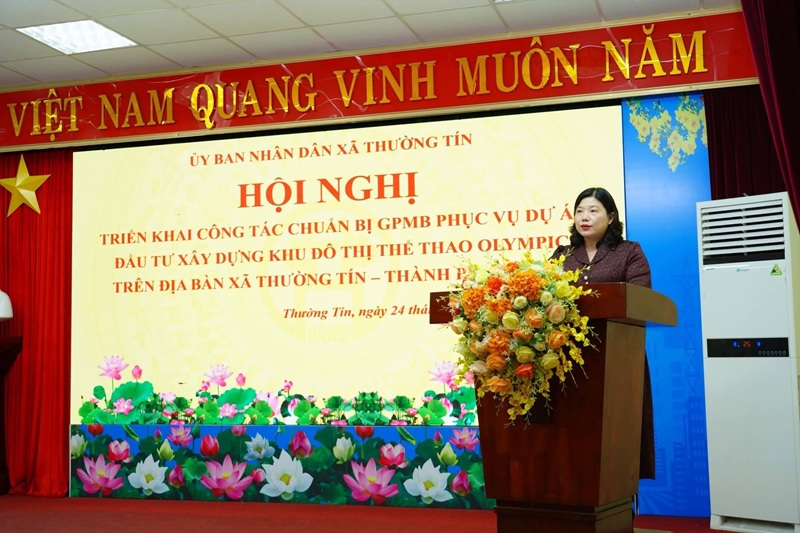 VIỆT NAM QUANG VINH MUÔN NĂM
ỦY BAN NHÂN DÂN XÃ THƯỜNG TÍN
HỘI NGHỊ
TRIỂN KHAI CÔNG TÁC CHUẨN BỊ GPMB PHỤC VỤ DỰ Á
ĐẦU TƯ XÂY DỰNG KHU ĐÔ THỊ THỂ THAO OLYMPIC
TRÊN ĐỊA BÀN XÃ THƯỜNG TÍN – THÀNH
Thường Tín, ngày 24
25